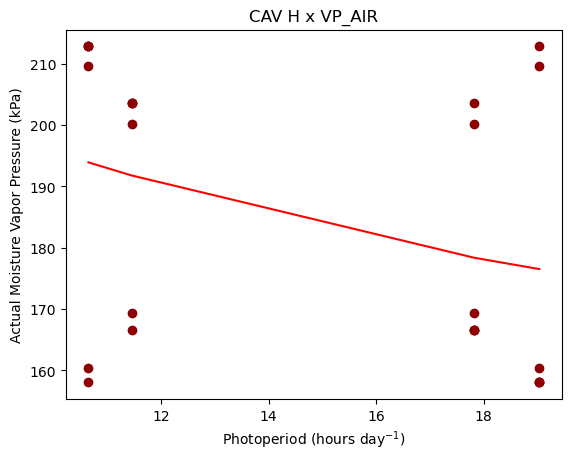 CAV H x VP_AIR
Actual Moisture Vapor Pressure (kPa)
210
200
190
180
170
160
12 14 16 18
Photoperiod (hours day⁻¹)